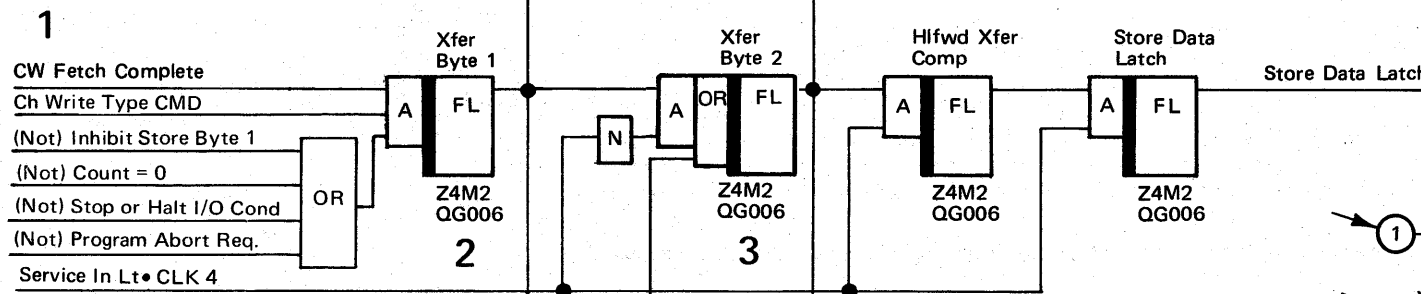 1
Xfer
Byte 1
Xfer
Byte 2
Hlfwd Xfer
Comp
Store Data
Latch
CW Fetch Complete
Store Data Latch
Ch Write Type CMD
A
FL
A
OR
FL
A
FL
A
FL
(Not) Inhibit Store Byte 1
N
(Not) Count = 0
OR
Z4M2
QG006
Z4M2
QG006
Z4M2
QG006
Z4M2
QG006
(Not) Stop or Halt I/O Cond
(Not) Program Abort Req.
2
3
1
Service In Lt• CLK 4